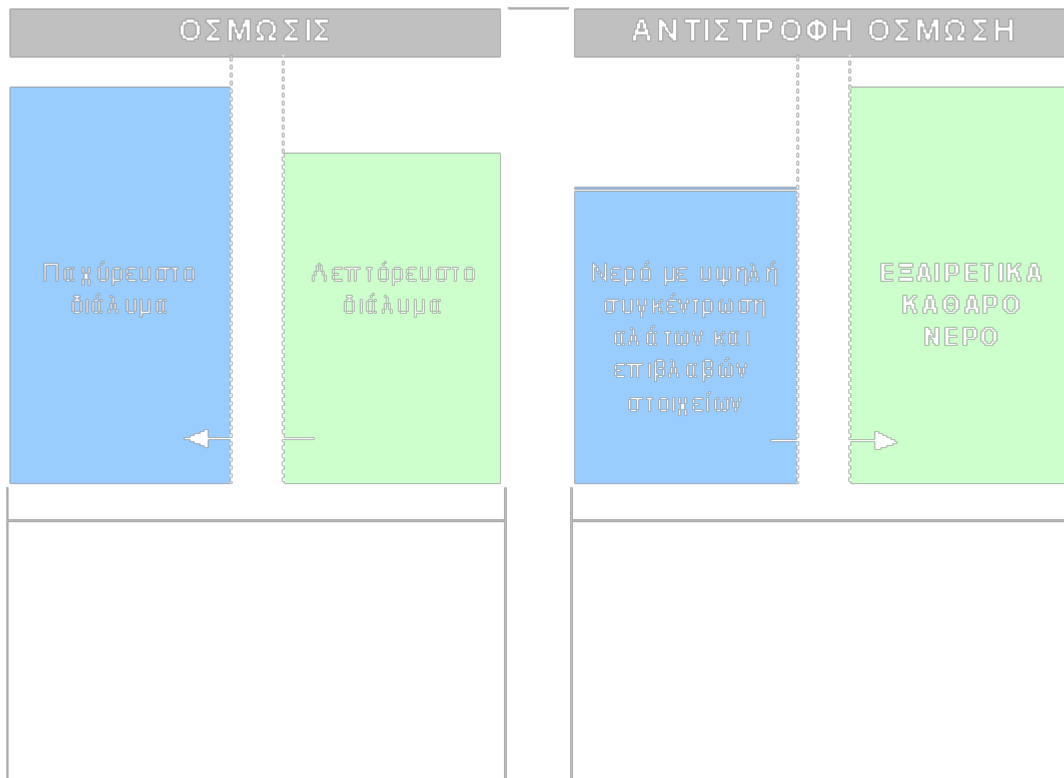 ΟΣΜΩΣΙΣ
Παχύρευστο
διάλυμα
Λεπτόρευστο
διάλυμα
ΑΝΤΙΣΤΡΟΦΗ ΟΣΜΩΣΗ
Νερό με υψηλή
συγκέντρωση
αλάτων και
επιβλαβών
στοιχείων
ΕΞΑΙΡΕΤΙΚΑ
ΚΑΘΑΡΟ
ΝΕΡΟ